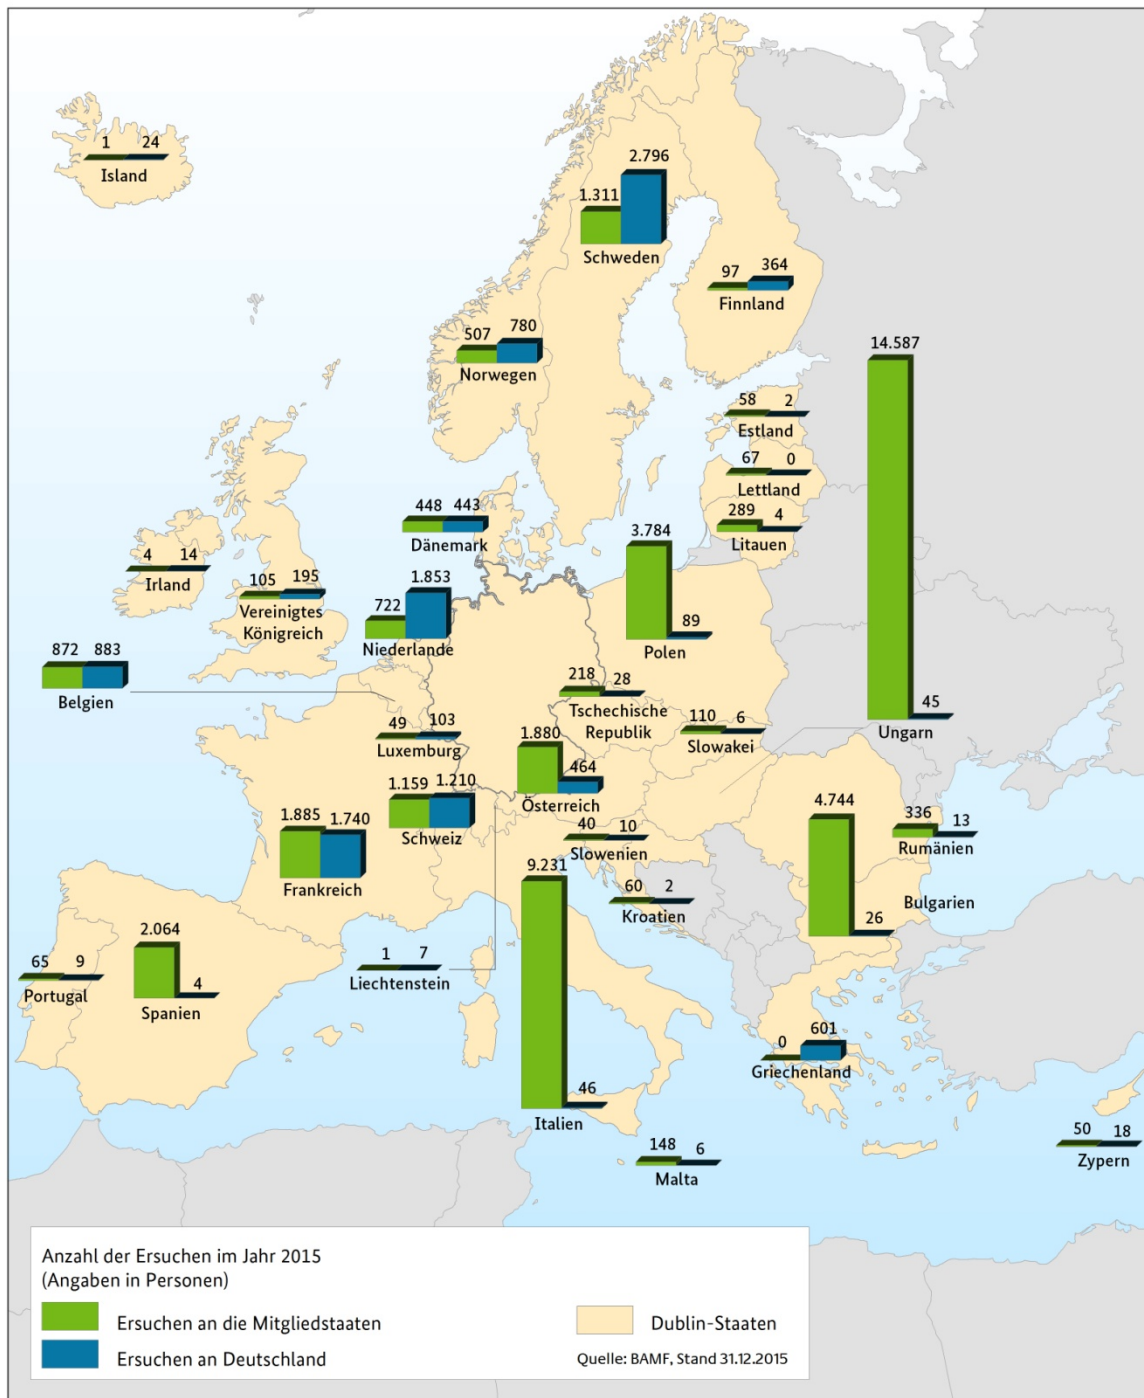 1 24
Island
2.796
1.311
Schweden
97 364
Finnland
507 780
Norwegen
14.587
45
Ungarn
58 2
Estland
67 0
Lettland
289 4
Litauen
448 443
Dänemark
3.784
89
Polen
4 14
Irland
105 195
Vereinigtes
Königreich
1.853
722
Niederlande
872 883
Belgien
218 28
Tschechische
Republik
49 103
Luxemburg
110 6
Slowakei
1.880
464
Österreich
1.159 1.210
Schweiz
1.885 1.740
Frankreich
40 10
Slowenien
4.744
26
Bulgarien
336 13
Rumänien
9.231
46
Italien
60 2
Kroatien
2.064
4
Spanien
65 9
Portugal
1 7
Liechtenstein
0 601
Griechenland
148 6
Malta
50 18
Zypern
Anzahl der Ersuchen im Jahr 2015
(Angaben in Personen)
Ersuchen an die Mitgliedstaaten
Ersuchen an Deutschland
Dublin-Staaten
Quelle: BAMF, Stand 31.12.2015